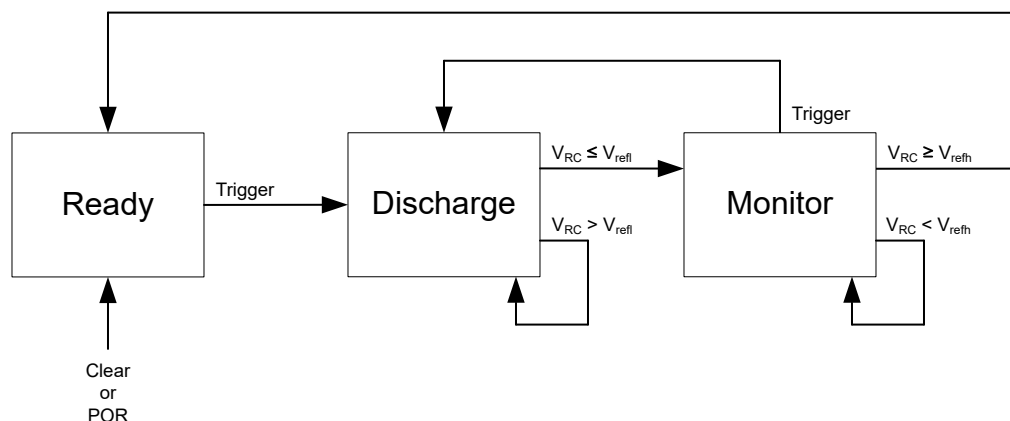 Trigger
V_RC ≤ V_refl
V_RC ≥ V_refh
Ready
Trigger
Discharge
Monitor
V_RC > V_refl
V_RC < V_refh
Clear
or
POR